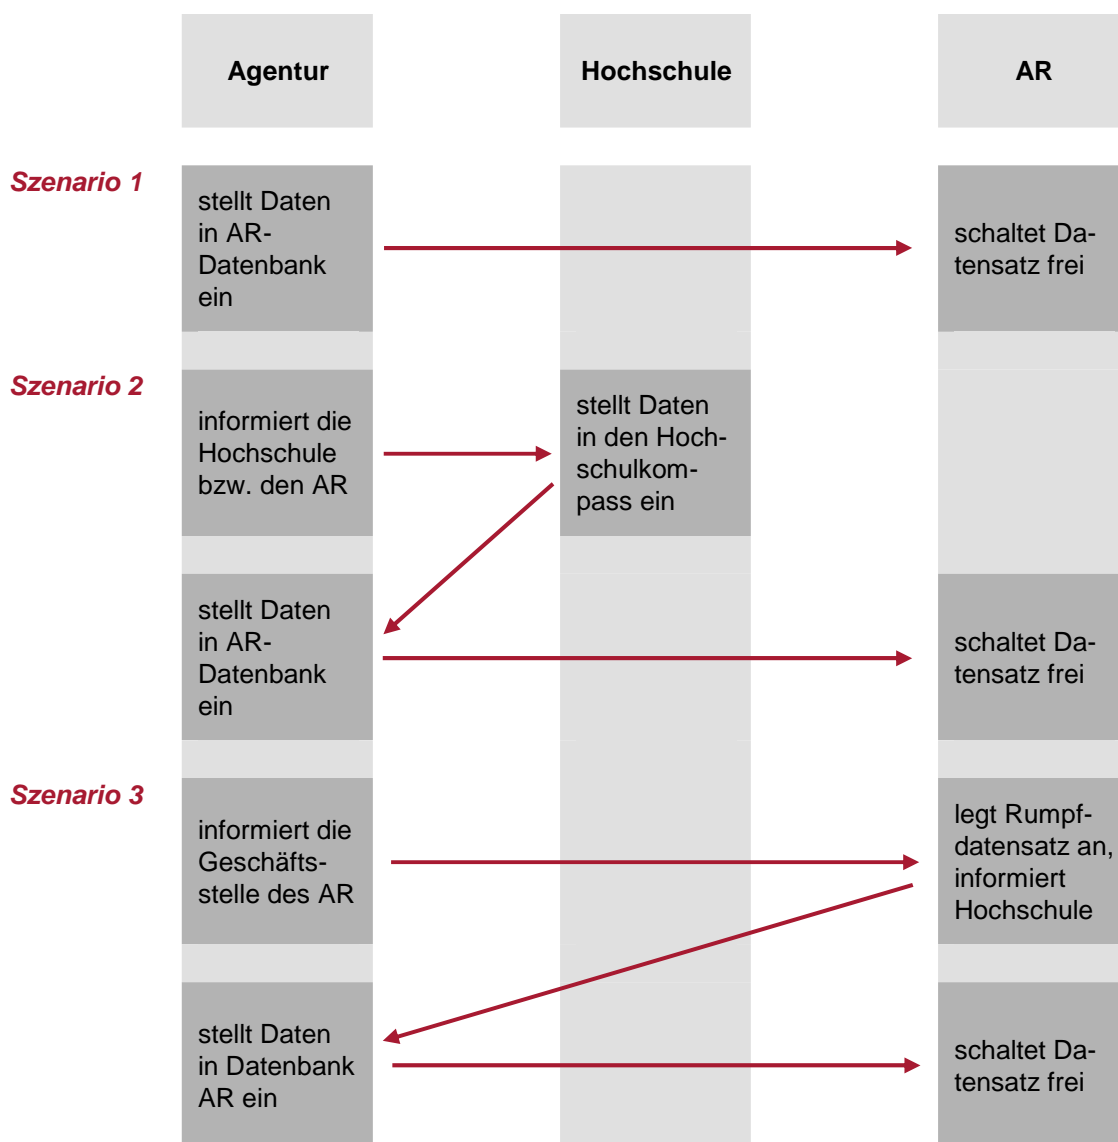 Agentur
Hochschule
AR
Szenario 1
stellt Daten
in AR-
Datenbank
ein
schaltet Da-
tensatz frei
Szenario 2
informiert die
Hochschule
bzw. den AR
stellt Daten
in den Hoch-
schulkom-
pass ein
stellt Daten
in AR-
Datenbank
ein
schaltet Da-
tensatz frei
Szenario 3
informiert die
Geschäfts-
stelle des AR
legt Rumpf-
datensatz an,
informiert
Hochschule
stellt Daten
in Datenbank
AR ein
schaltet Da-
tensatz frei